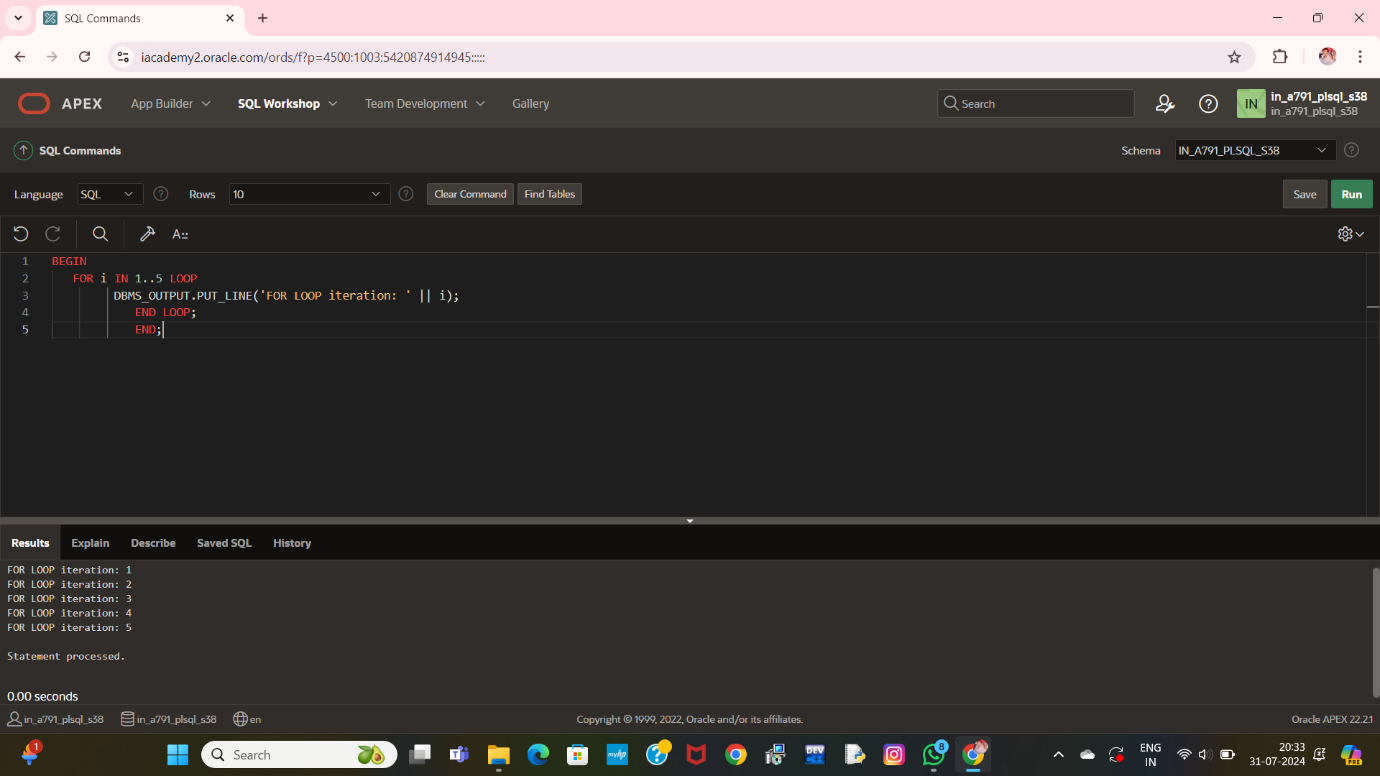 SQL Commands
iacademy2.oracle.com/ords/f?p=4500:1003:5420874914945:::::
APEX App Builder SQL Workshop Team Development Gallery Search IN in_a791_plsql_s38
in_a791_plsql_s38
SQL Commands Schema IN_A791_PLSQL_S38
Language SQL Rows 10 Clear Command Find Tables Save Run
1 BEGIN
2 FOR i IN 1..5 LOOP
3 DBMS_OUTPUT.PUT_LINE('FOR LOOP iteration: ' || i);
4 END LOOP;
5 END;
Results Explain Describe Saved SQL History
FOR LOOP iteration: 1
FOR LOOP iteration: 2
FOR LOOP iteration: 3
FOR LOOP iteration: 4
FOR LOOP iteration: 5
Statement processed.
0.00 seconds
in_a791_plsql_s38 in_a791_plsql_s38 en Copyright © 1999, 2022, Oracle and/or its affiliates. Oracle APEX 22.2.1
1 Search myhp DEV 8 ENG 20:33 PRE
IN 31-07-2024